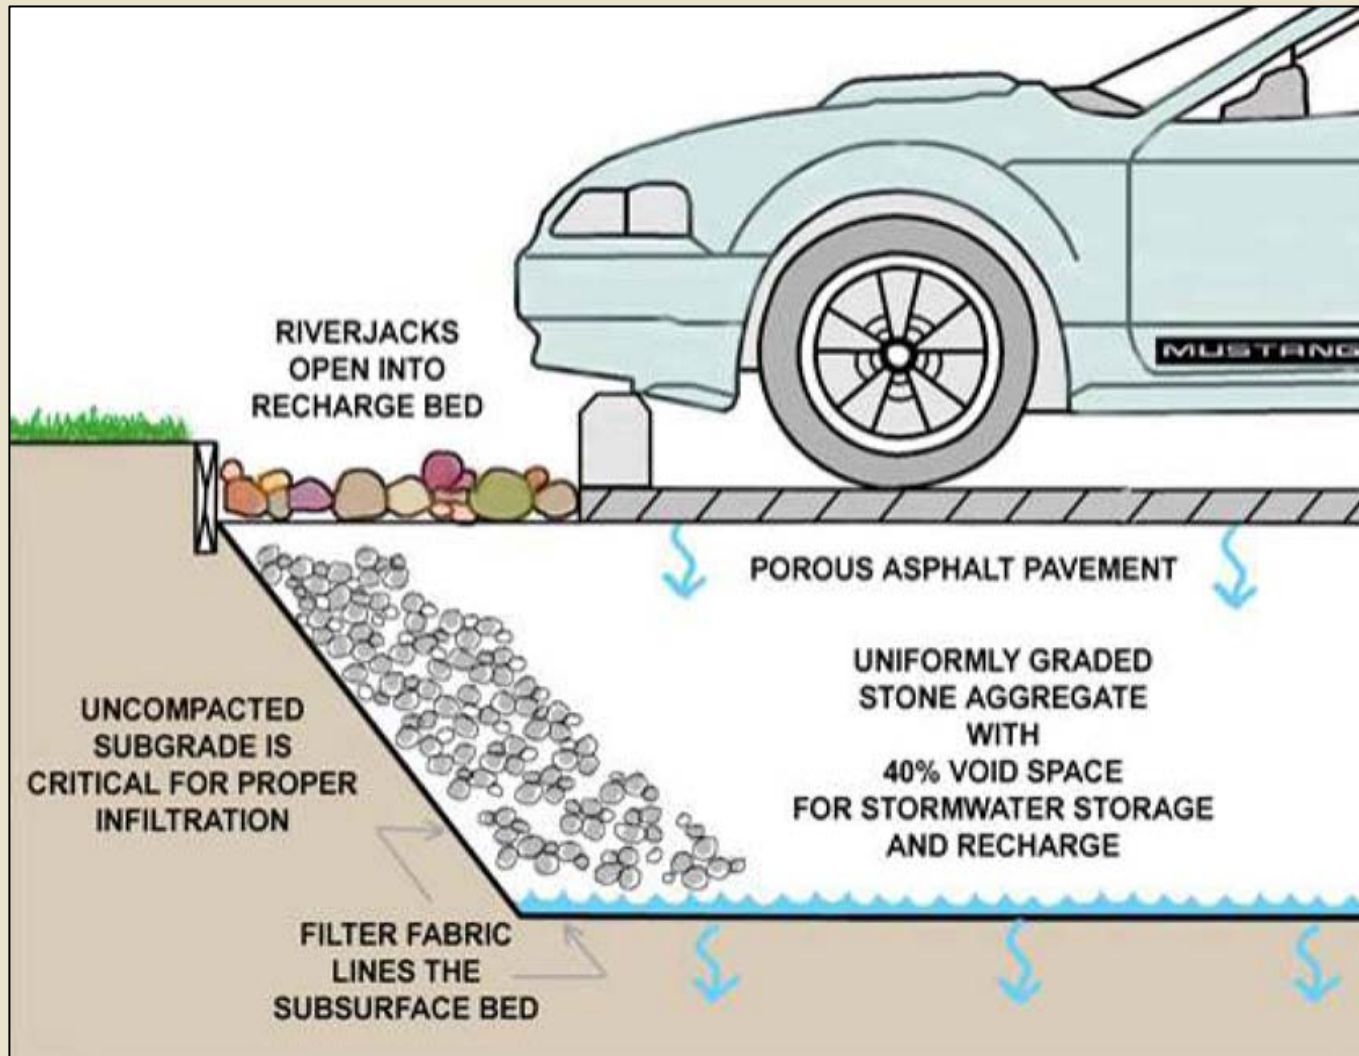 RIVERJACKS
OPEN INTO
RECHARGE BED
MUSTANG
POROUS ASPHALT PAVEMENT
UNIFORMLY GRADED
STONE AGGREGATE
WITH
40% VOID SPACE
FOR STORMWATER STORAGE
AND RECHARGE
UNCOMPACTED
SUBGRADE IS
CRITICAL FOR PROPER
INFILTRATION
FILTER FABRIC
LINES THE
SUBSURFACE BED